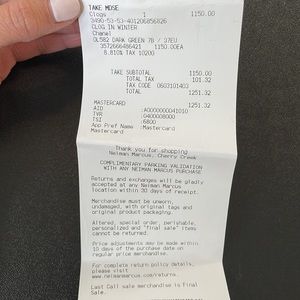 TAKE MDSE
Clogs 1 1150.00
3490-53-53-401206856826
CLOG IN WINTER
Chanel
DL582 DARK GREEN 7B / 37EU
3572666486421 1150.00EA
8.810% TAX 10200
TAKE SUBTOTAL 1150.00
TOTAL TAX 101.32
TAX CODE 0603101403
TOTAL 1251.32
MASTERCARD 1251.32
AID :A0000000041010
TVR :0400008000
TSI :6800
App Pref Name :Mastercard
Mastercard
Thank you for shopping
Neiman Marcus, Cherry Creek
COMPLIMENTARY PARKING VALIDATION
WITH ANY NEIMAN MARCUS PURCHASE
Returns and exchanges will be gladly
accepted at any Neiman Marcus
location within 30 days of receipt.
Merchandise must be unworn,
undamaged, with original tags and
original product packaging.
Altered, special order, perishable,
personalized and "final sale" items
cannot be returned.
Price adjustments may be made within
10 days of the purchase date on
regular price merchandise.
For complete return policy details,
please visit
www.neimanmarcus.com/returns.
Last Call sale merchandise is Final
Sale.